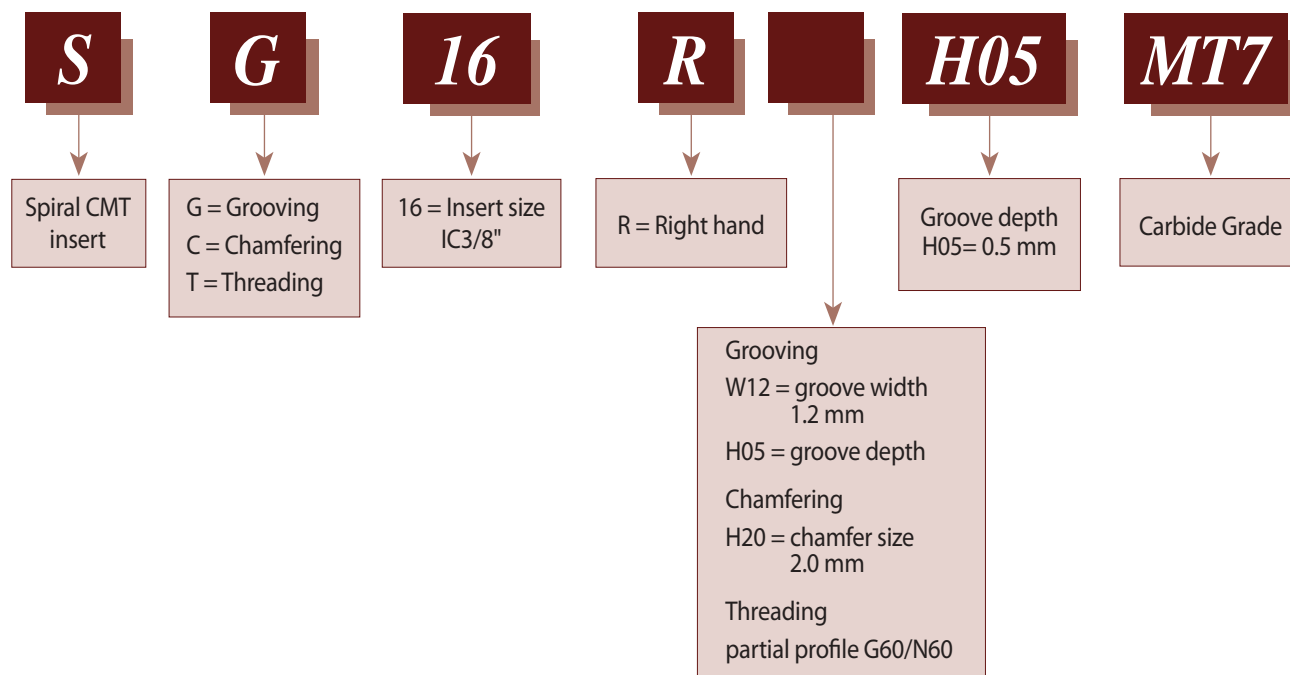 S G 16 R H05 MT7
Spiral CMT
insert
G = Grooving
C = Chamfering
T = Threading
16 = Insert size
IC3/8"
R = Right hand
Groove depth
H05= 0.5 mm
Carbide Grade
Grooving
W12 = groove width
1.2 mm
H05 = groove depth
Chamfering
H20 = chamfer size
2.0 mm
Threading
partial profile G60/N60